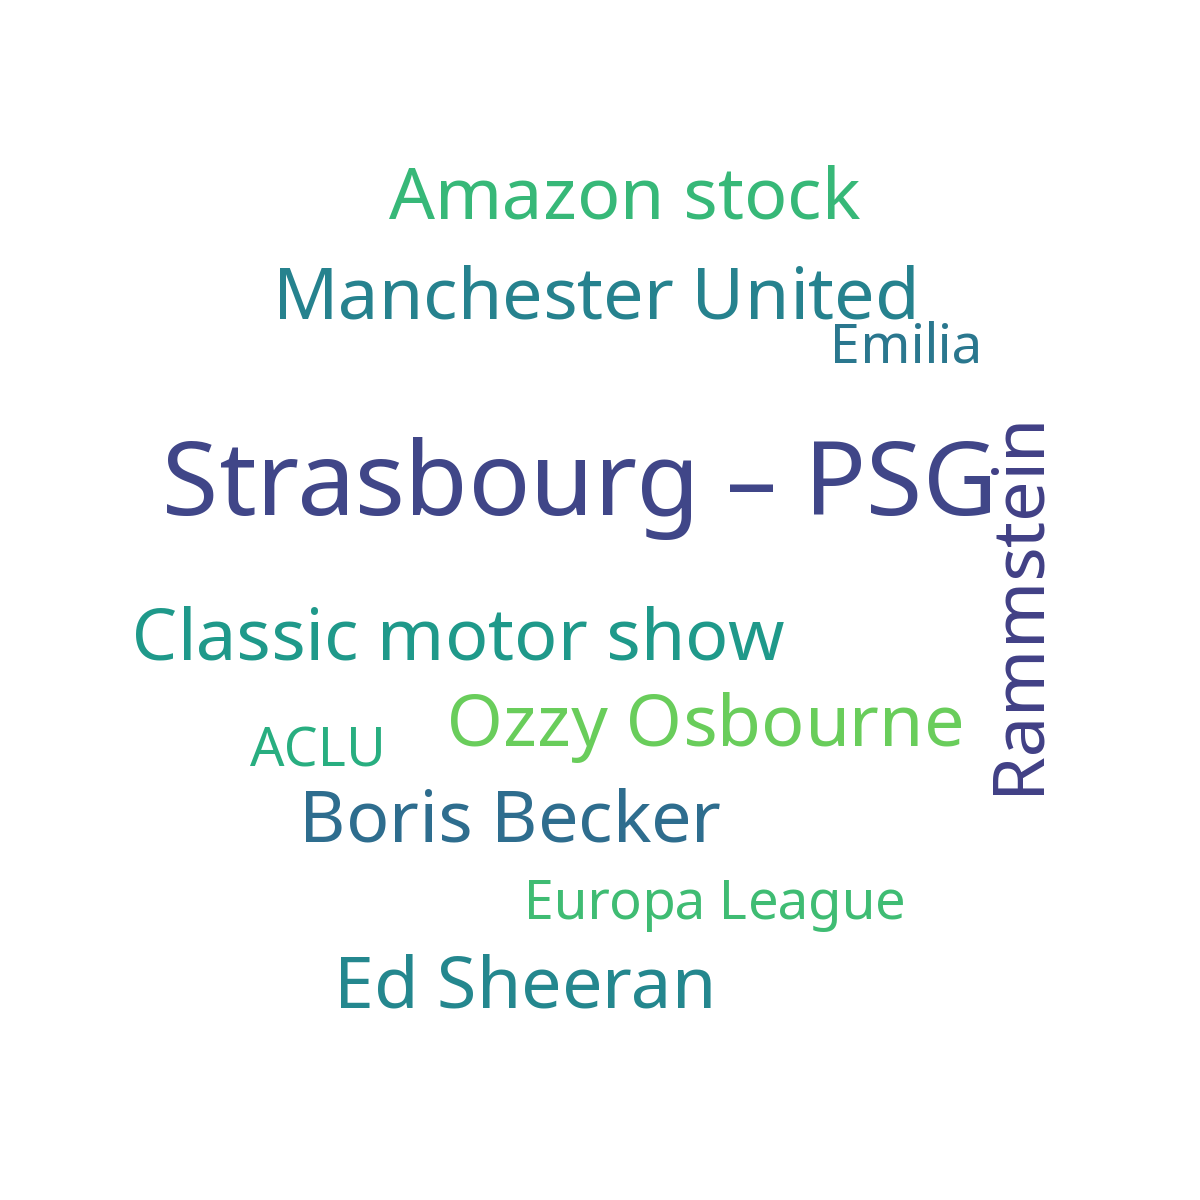 Amazon stock
Manchester United
Emilia
Strasbourg – PSG
Rammstein
Classic motor show
Ozzy Osbourne
ACLU
Boris Becker
Europa League
Ed Sheeran